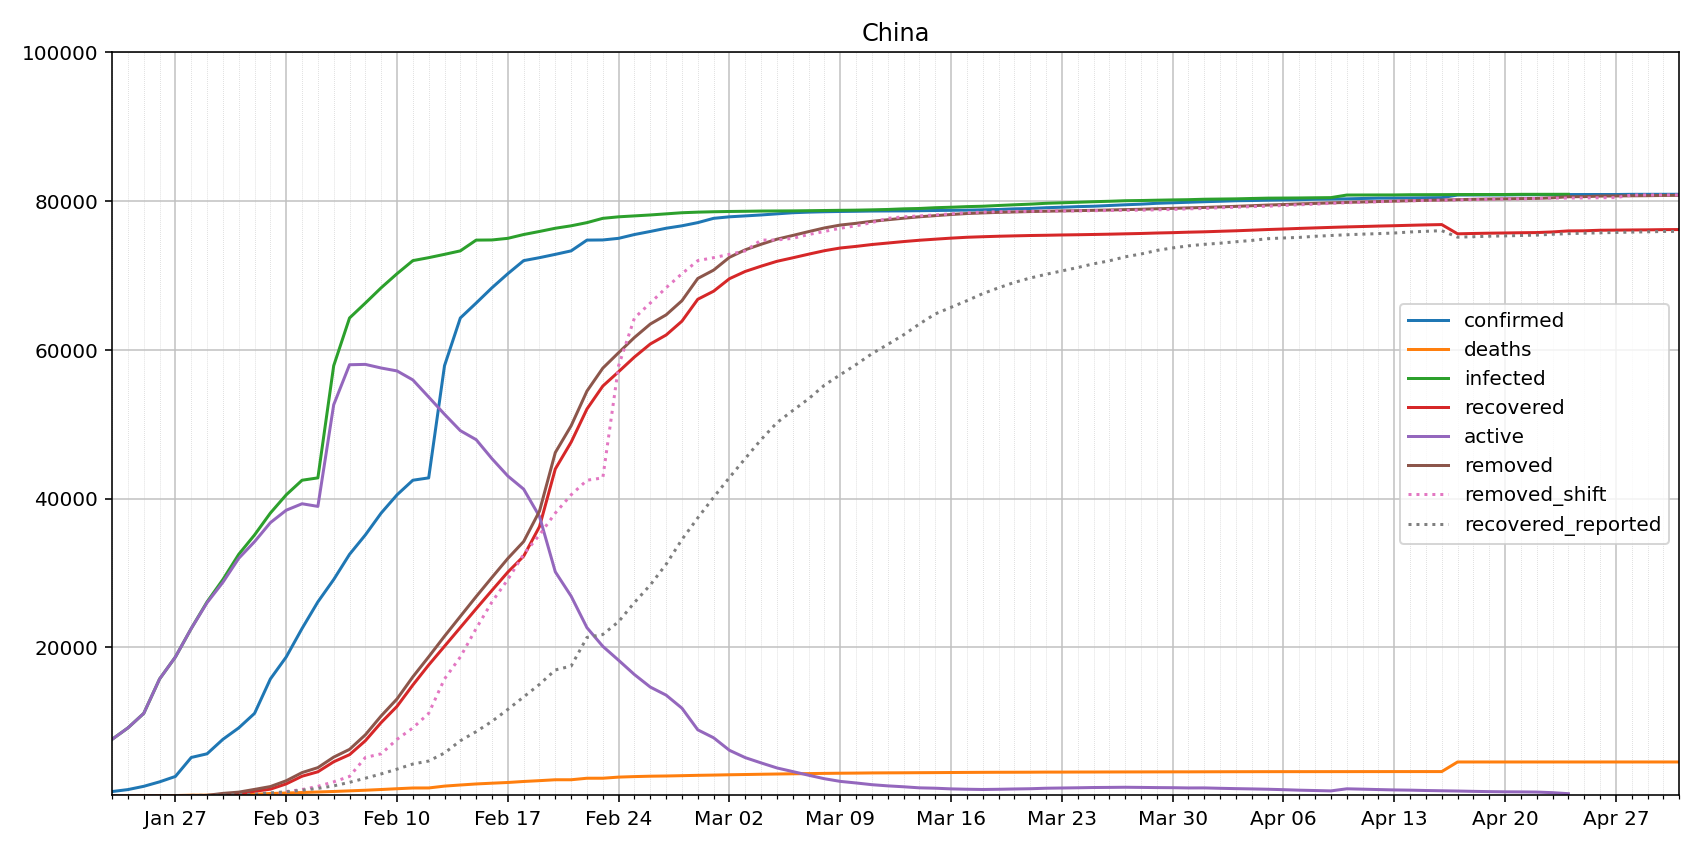 China
100000
80000
60000
40000
20000
Jan 27 Feb 03 Feb 10 Feb 17 Feb 24 Mar 02 Mar 09 Mar 16 Mar 23 Mar 30 Apr 06 Apr 13 Apr 20 Apr 27
confirmed
deaths
infected
recovered
active
removed
removed_shift
recovered_reported